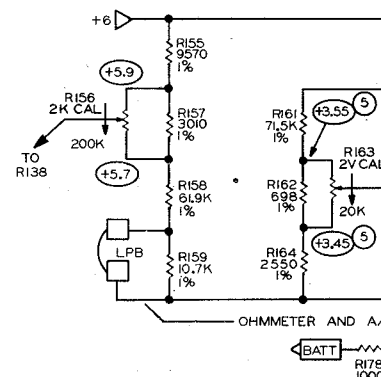 +6
R155
9570
1%
+5.9
R156
2K CAL
200K
R157
3010
1%
TO
R138
+5.7
R158
61.9K
1%
LPB
R159
10.7K
1%
R161
71.5K
1%
+3.55
5
R163
2V CAL
20K
R162
698
1%
+3.45
5
R164
2550
1%
OHMMETER AND A/
BATT
R178
1000